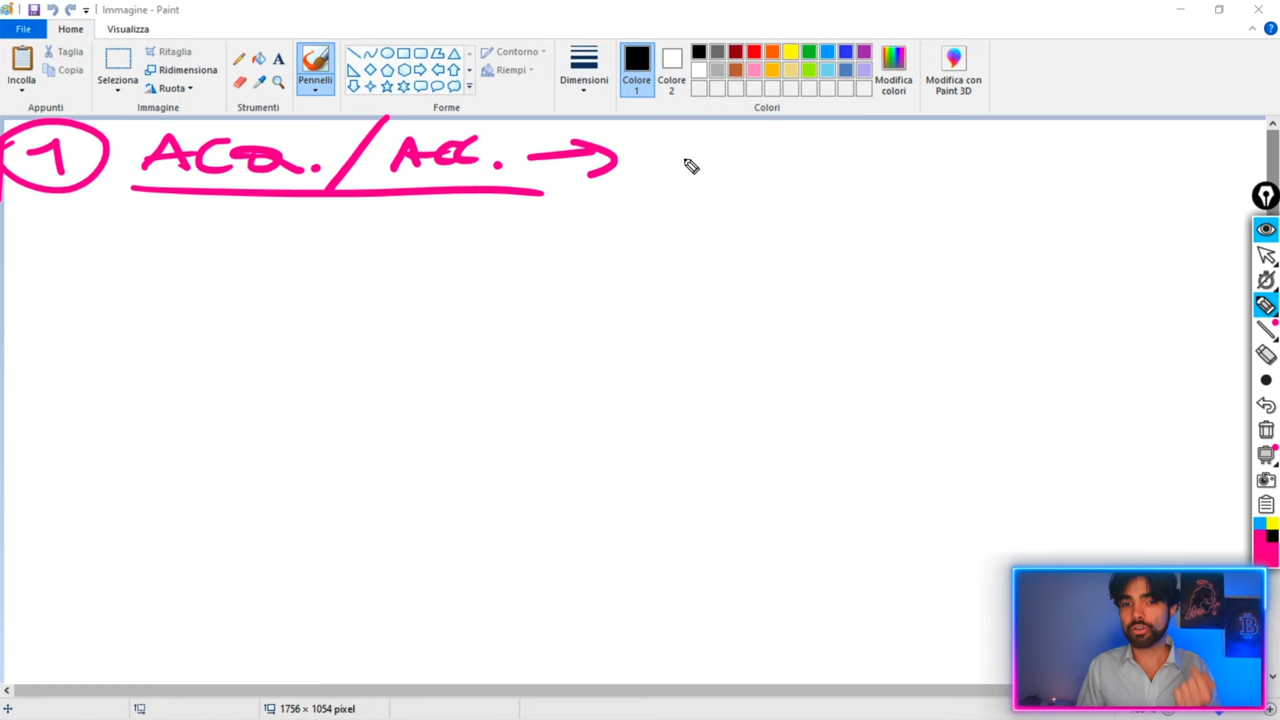 Immagine - Paint
File Home Visualizza
Incolla Taglia Copia Seleziona Ritaglia Ridimensiona Ruota Pennelli Contorno Riempi Dimensioni Colore 1 Colore 2 Modifica colori Modifica con Paint 3D
Appunti Immagine Strumenti Forme Colori
1 ACQ. / ACC. →
1756 × 1054 pixel